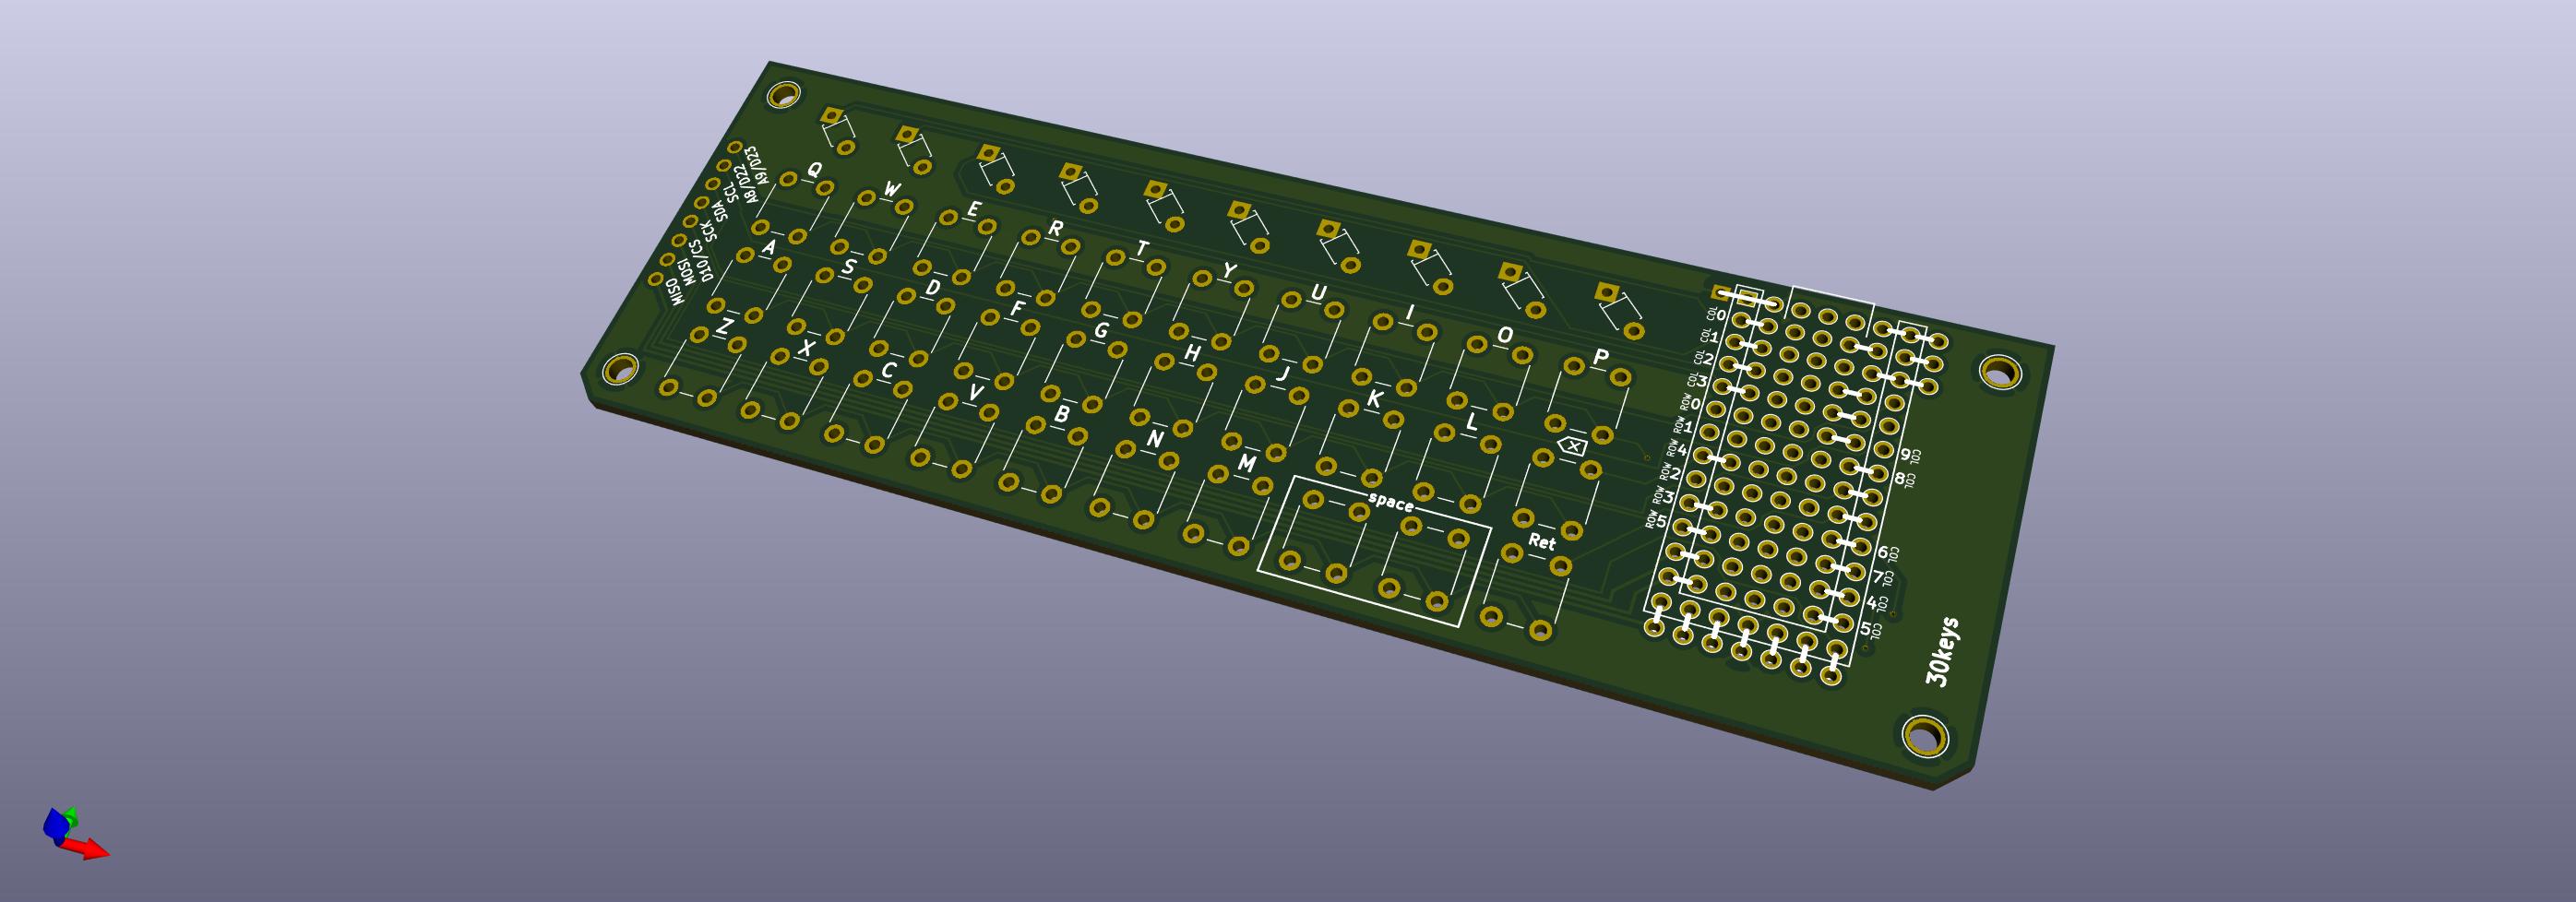 A9/D23
A8/D22
SCL
SDA
SCK
D10/CS
MOSI
MISO
Q W E R T Y U I O P
A S D F G H J K L
Z X C V B N M space Ret
COL 0
COL 1
COL 2
COL 3
ROW 0
ROW 1
ROW 4
ROW 2
ROW 3
ROW 5
9 COL
8 COL
6 COL
7 COL
4 COL
5 COL
30keys